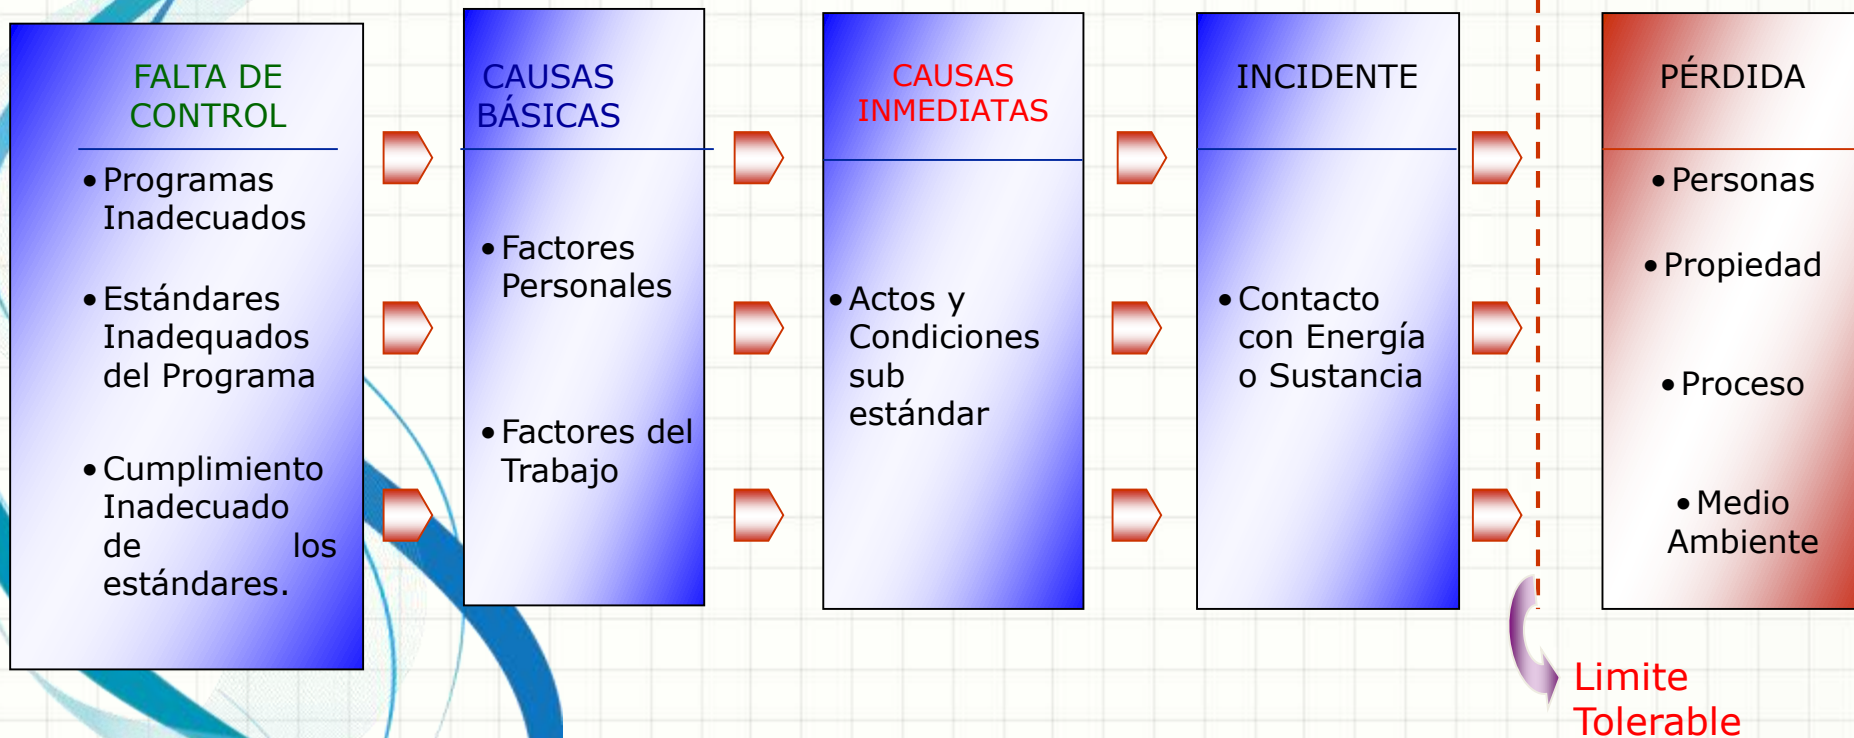 FALTA DE
CONTROL
•Programas
Inadecuados
•Estándares
Inadequados
del Programa
•Cumplimiento
Inadecuado
de los
estándares.
CAUSAS
BÁSICAS
•Factores
Personales
•Factores del
Trabajo
CAUSAS
INMEDIATAS
•Actos y
Condiciones
sub
estándar
INCIDENTE
•Contacto
con Energía
o Sustancia
PÉRDIDA
•Personas
•Propiedad
•Proceso
•Medio
Ambiente
Limite
Tolerable